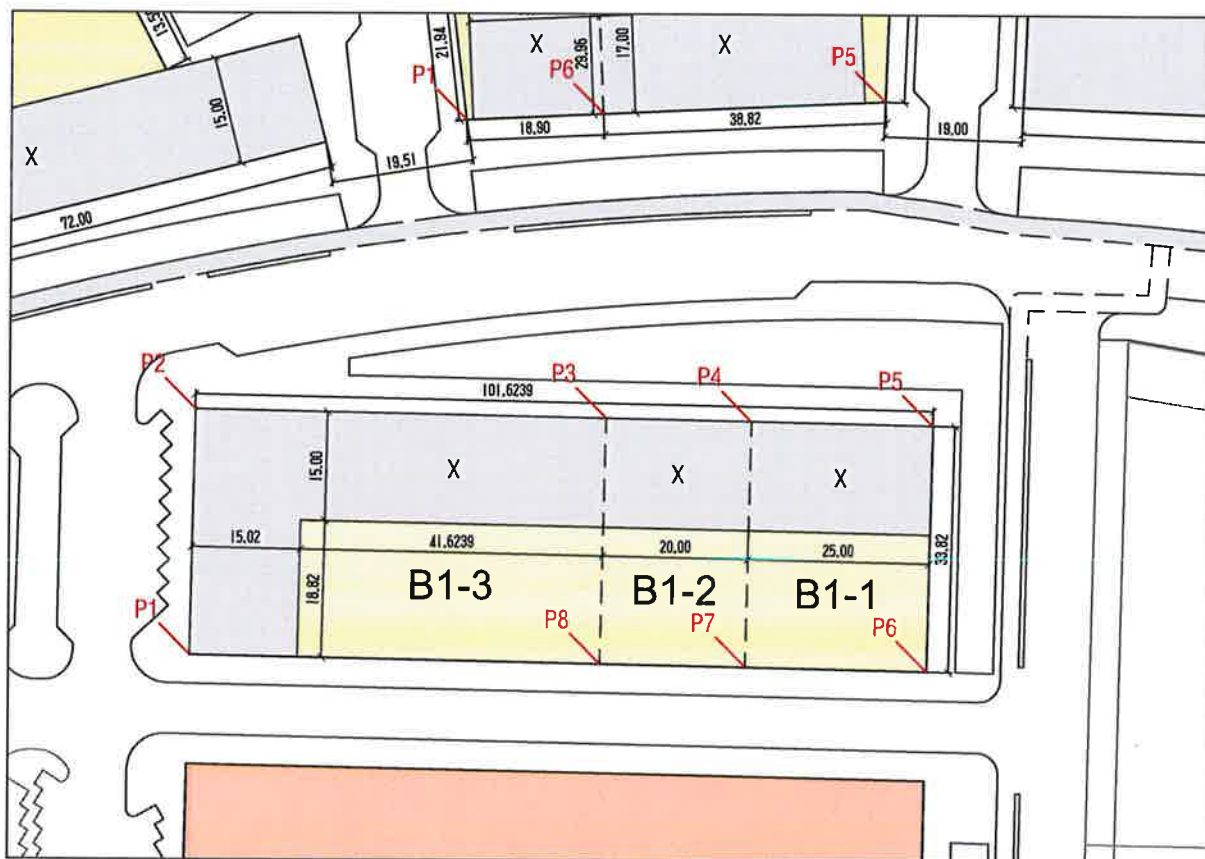 13,50
15,00
X
72,00
19,51
21,94
P1
X
29,96
P6
17,00
X
P5
18,90
38,82
19,00
P2
P3
P4
P5
101,6239
15,00
X
X
X
15.02
41,6239
20,00
25,00
33,82
18,82
B1-3
B1-2
B1-1
P1
P8
P7
P6